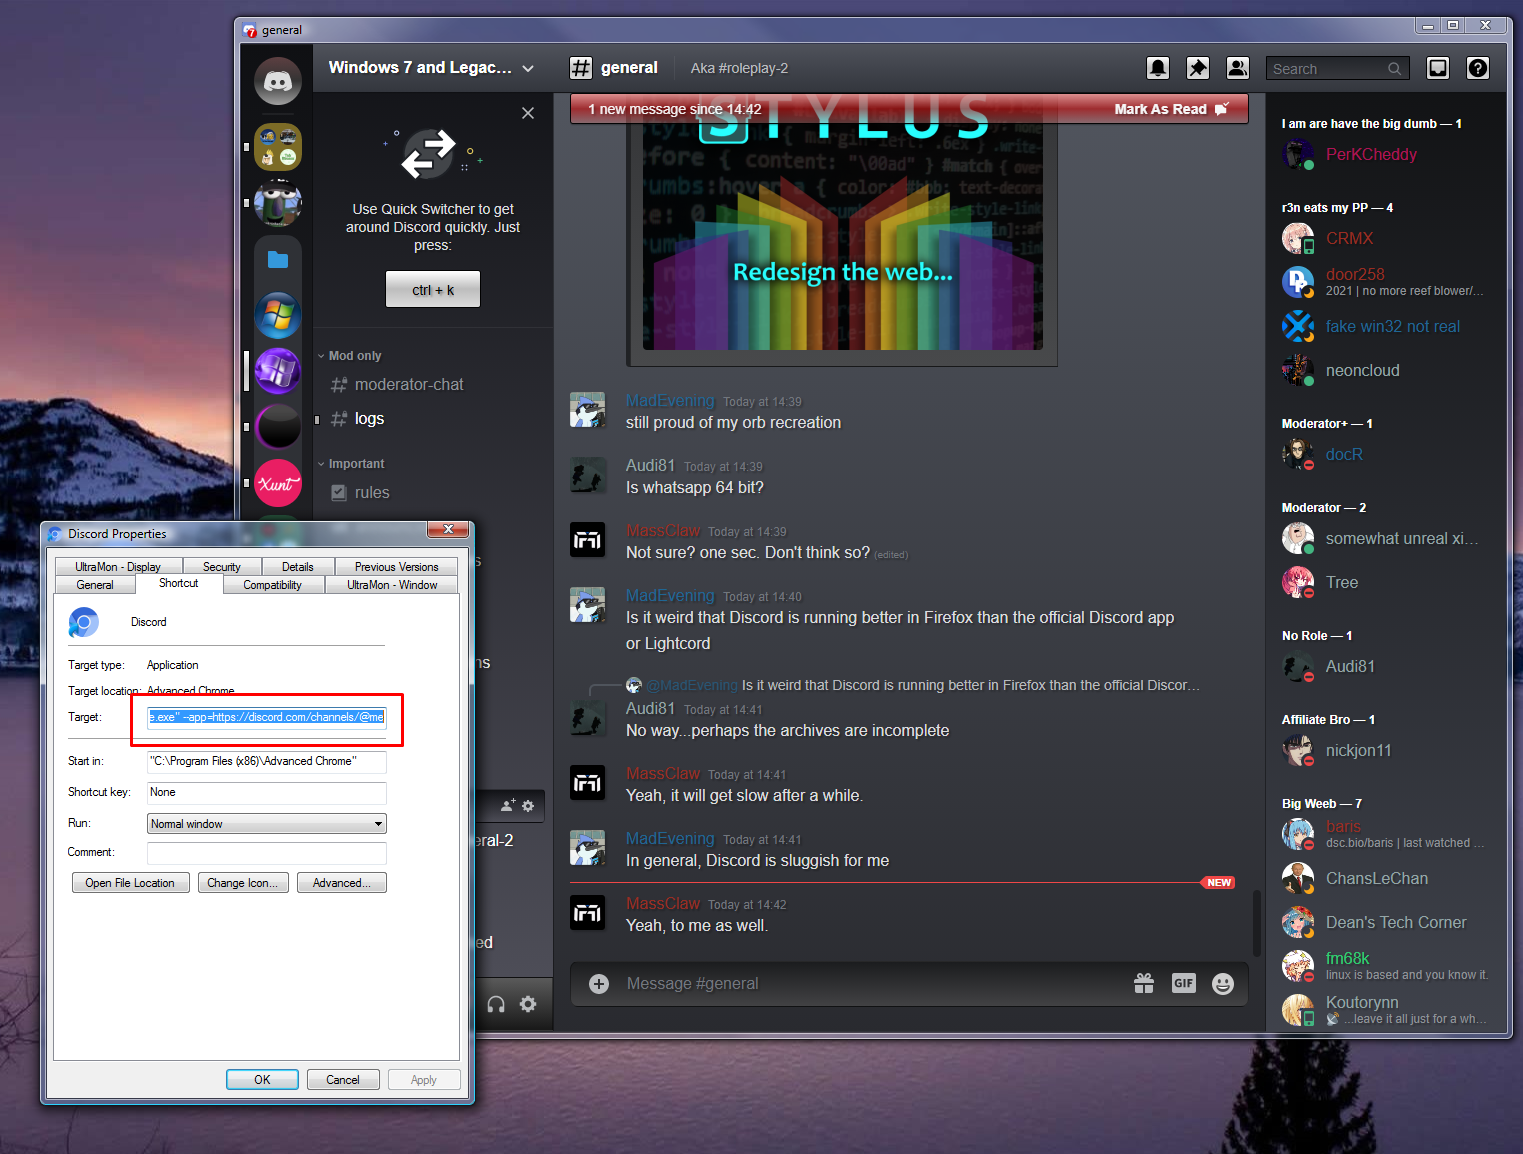 general
Windows 7 and Legac...
general
Aka #roleplay-2
Search
Use Quick Switcher to get
around Discord quickly. Just
press:
ctrl + k
Mod only
moderator-chat
logs
Important
rules
Xunt
1 new message since 14:42
Mark As Read
STYLUS
Redesign the web...
MadEvening Today at 14:39
still proud of my orb recreation
Audi81 Today at 14:39
Is whatsapp 64 bit?
MassClaw Today at 14:39
Not sure? one sec. Don't think so? (edited)
MadEvening Today at 14:40
Is it weird that Discord is running better in Firefox than the official Discord app
or Lightcord
@MadEvening Is it weird that Discord is running better in Firefox than the official Discor...
Audi81 Today at 14:41
No way...perhaps the archives are incomplete
MassClaw Today at 14:41
Yeah, it will get slow after a while.
MadEvening Today at 14:41
In general, Discord is sluggish for me
NEW
MassClaw Today at 14:42
Yeah, to me as well.
Message #general
GIF
I am are have the big dumb — 1
PerKCheddy
r3n eats my PP — 4
CRMX
door258
2021 | no more reef blower/...
fake win32 not real
neoncloud
Moderator+ — 1
docR
Moderator — 2
somewhat unreal xi...
Tree
No Role — 1
Audi81
Affiliate Bro — 1
nickjon11
Big Weeb — 7
baris
dsc.bio/baris | last watched ...
ChansLeChan
Dean's Tech Corner
fm68k
linux is based and you know it.
Koutorynn
...leave it all just for a wh...
Discord Properties
UltraMon - Display
Security
Details
Previous Versions
General
Shortcut
Compatibility
UltraMon - Window
Discord
Target type: Application
Target location: Advanced Chrome
Target: e.exe" --app=https://discord.com/channels/@me
Start in: "C:\Program Files (x86)\Advanced Chrome"
Shortcut key: None
Run: Normal window
Comment:
Open File Location
Change Icon...
Advanced...
OK
Cancel
Apply
s
ns
eral-2
ed